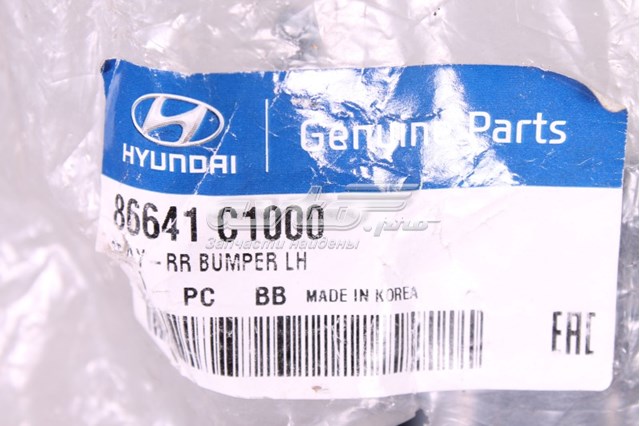 HYUNDAI
Genuine Parts
86641 C1000
-RR BUMPER LH
Запчасти найдены
PC BB MADE IN KOREA
EAC